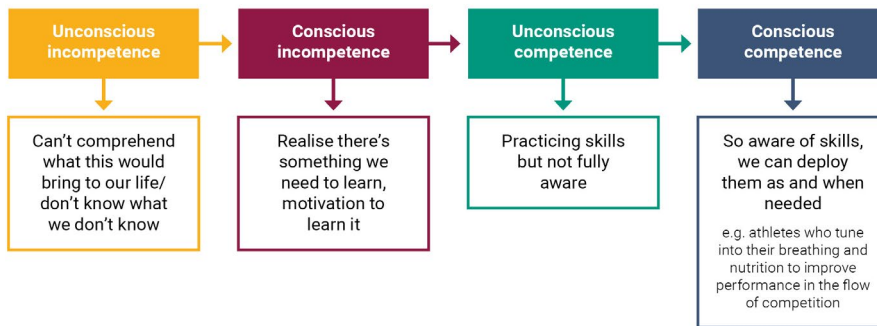 Unconscious
incompetence
Conscious
incompetence
Unconscious
competence
Conscious
competence
Can't comprehend
what this would
bring to our life/
don't know what
we don't know
Realise there's
something we
need to learn,
motivation to
learn it
Practicing skills
but not fully
aware
So aware of skills,
we can deploy
them as and when
needed
e.g. athletes who tune
into their breathing and
nutrition to improve
performance in the flow
of competition